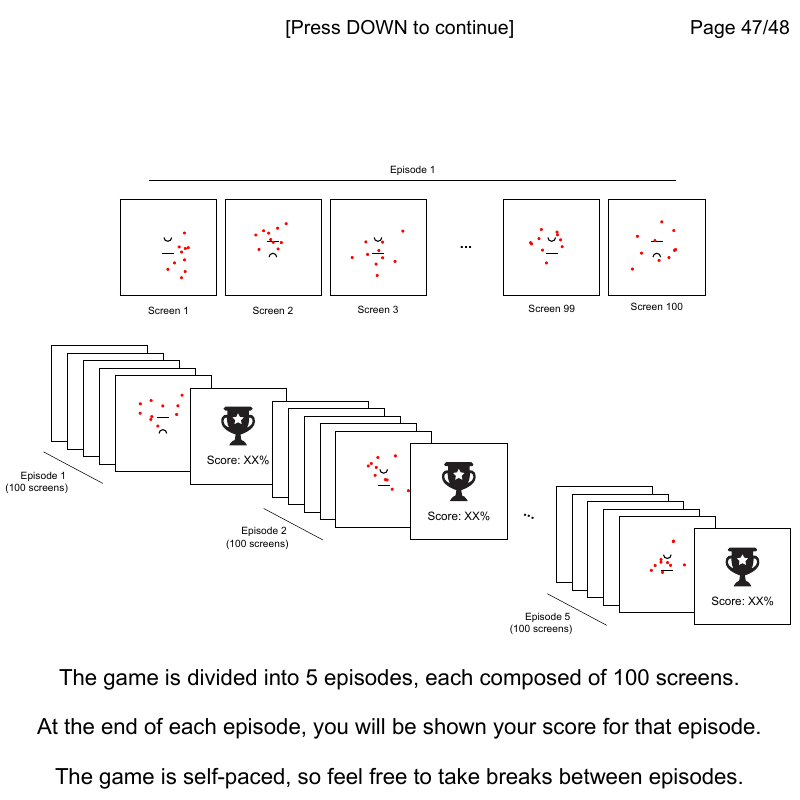 [Press DOWN to continue]
Page 47/48
Episode 1
...
Screen 1
Screen 2
Screen 3
Screen 99
Screen 100
Score: XX%
Episode 1
(100 screens)
Score: XX%
Episode 2
(100 screens)
...
Score: XX%
Episode 5
(100 screens)
The game is divided into 5 episodes, each composed of 100 screens.
At the end of each episode, you will be shown your score for that episode.
The game is self-paced, so feel free to take breaks between episodes.